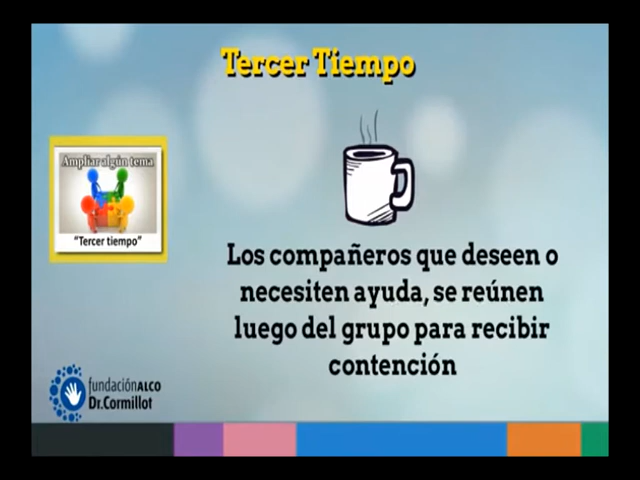 Tercer Tiempo
Ampliar algún tema
"Tercer tiempo"
Los compañeros que deseen o
necesiten ayuda, se reúnen
luego del grupo para recibir
contención
fundaciónALCO
Dr.Cormillot